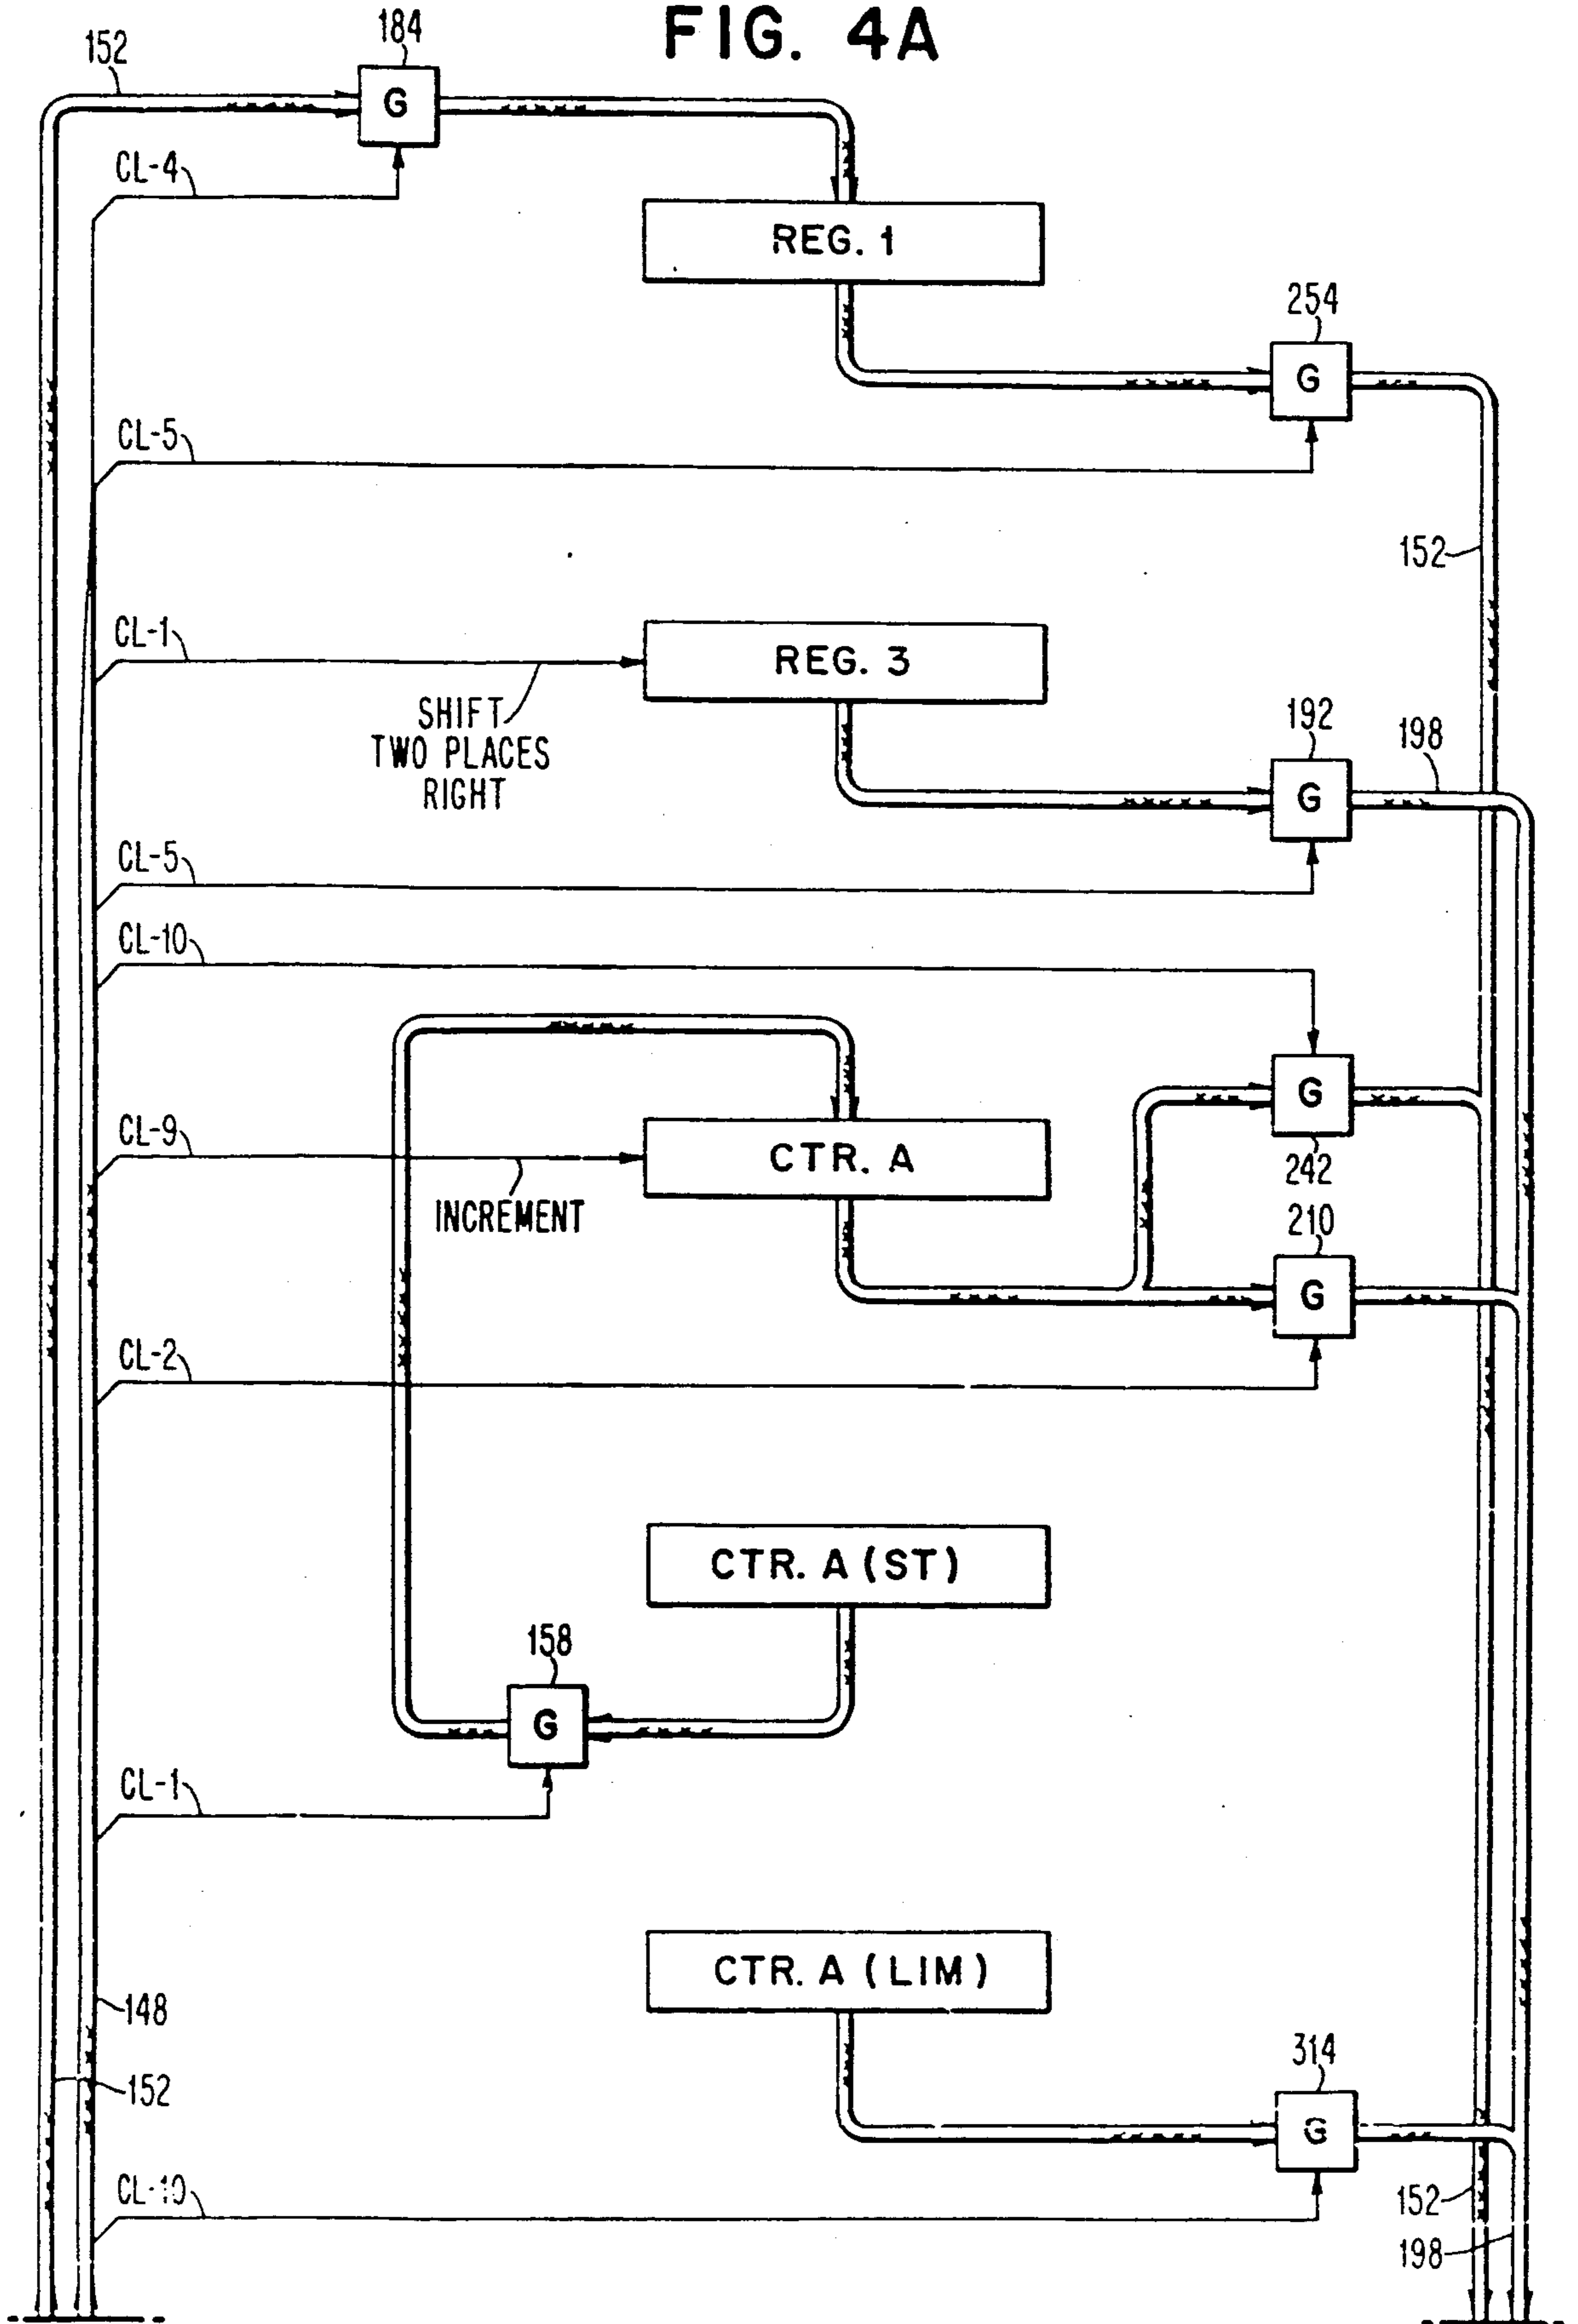 FIG. 4A
184
152
G
CL-4
REG. 1
254
G
CL-5
152
CL-1
REG. 3
SHIFT
TWO PLACES
RIGHT
192
198
G
CL-5
CL-10
G
CL-9
CTR. A
242
INCREMENT
210
G
CL-2
CTR. A (ST)
158
G
CL-1
CTR. A (LIM)
148
314
152
G
CL-10
152
198